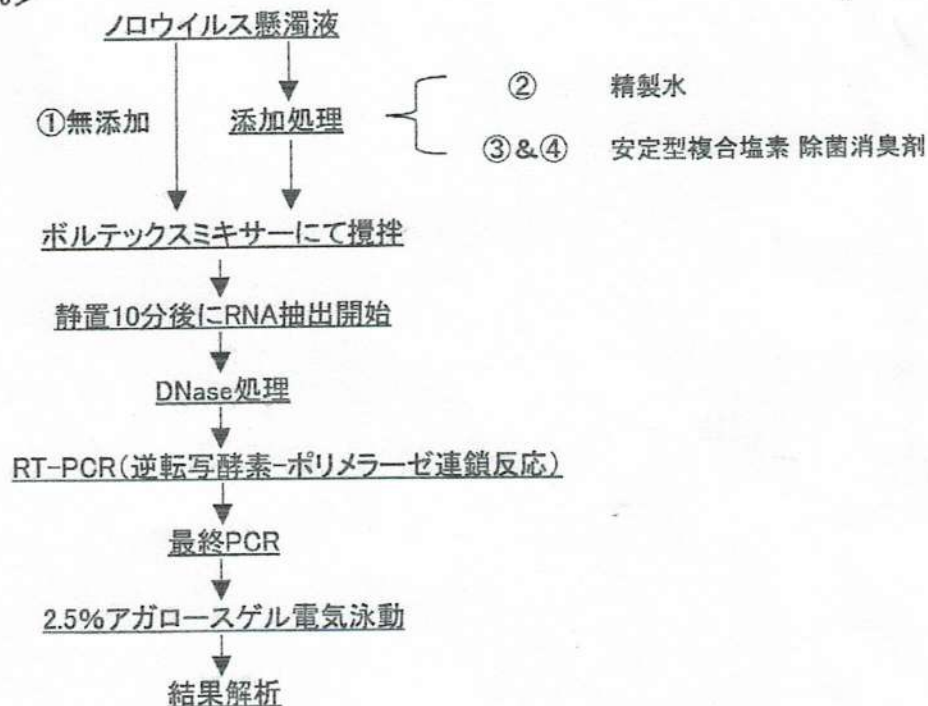 ノロウイルス懸濁液
② 精製水
①無添加 添加処理
③&④ 安定型複合塩素 除菌消臭剤
ボルテックスミキサーにて攪拌
静置10分後にRNA抽出開始
DNase処理
RT-PCR(逆転写酵素-ポリメラーゼ連鎖反応)
最終PCR
2.5%アガロースゲル電気泳動
結果解析